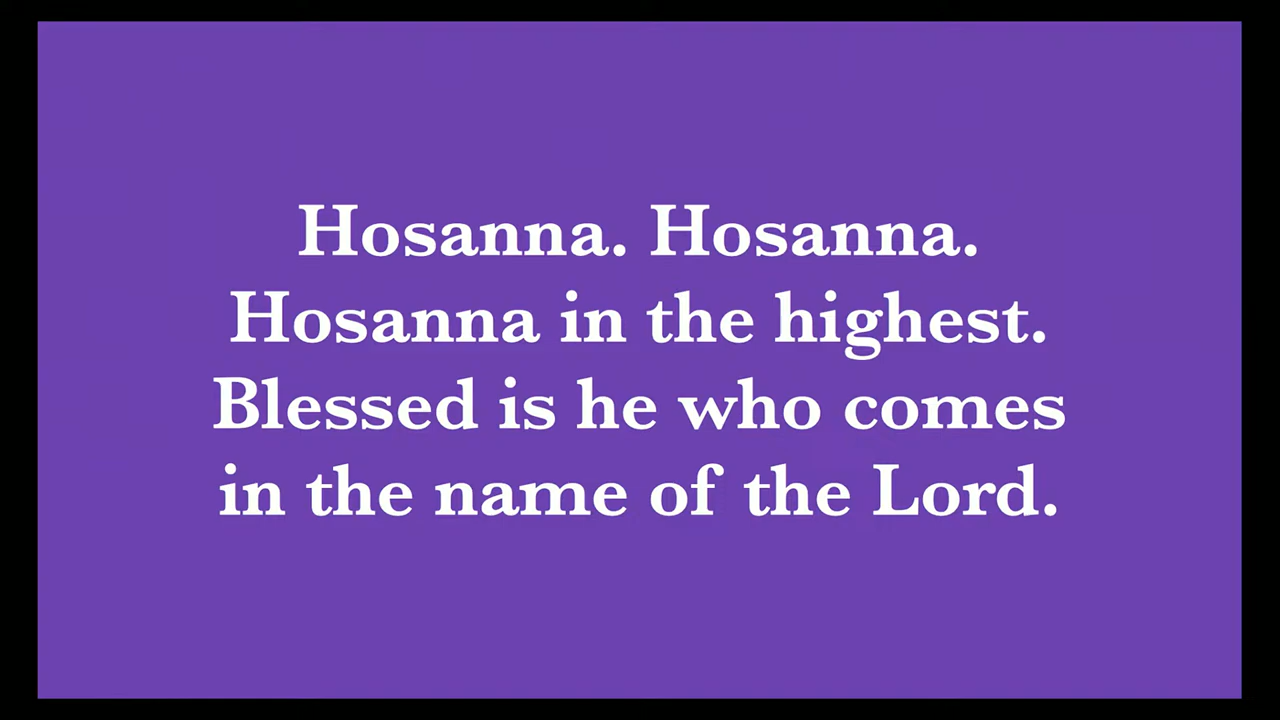 Hosanna. Hosanna.
Hosanna in the highest.
Blessed is he who comes
in the name of the Lord.